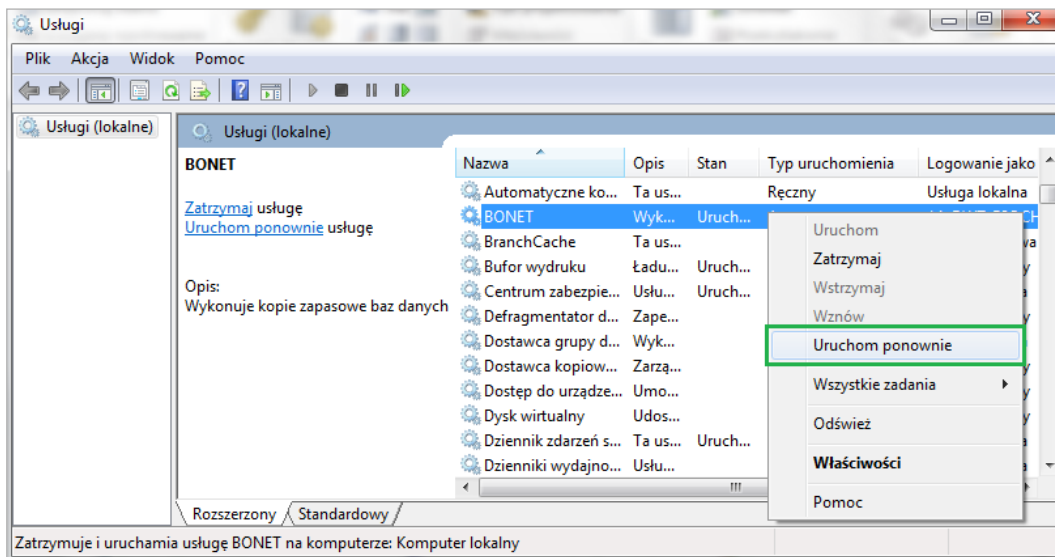 Usługi
Plik Akcja Widok Pomoc
Usługi (lokalne)
Usługi (lokalne)
BONET
Zatrzymaj usługę
Uruchom ponownie usługę
Opis:
Wykonuje kopie zapasowe baz danych
Nazwa Opis Stan Typ uruchomienia Logowanie jako
Automatyczne ko... Ta us... Ręczny Usługa lokalna
BONET Wyk... Uruch...
BranchCache Ta us...
Bufor wydruku Ładu... Uruch...
Centrum zabezpie... Usłu... Uruch...
Defragmentator d... Zape...
Dostawca grupy d... Wyk...
Dostawca kopiow... Zarzą...
Dostęp do urządze... Umo...
Dysk wirtualny Udos...
Dziennik zdarzeń s... Ta us... Uruch...
Dzienniki wydajno... Usłu...
Uruchom
Zatrzymaj
Wstrzymaj
Wznów
Uruchom ponownie
Wszystkie zadania
Odśwież
Właściwości
Pomoc
Rozszerzony Standardowy
Zatrzymuje i uruchamia usługę BONET na komputerze: Komputer lokalny